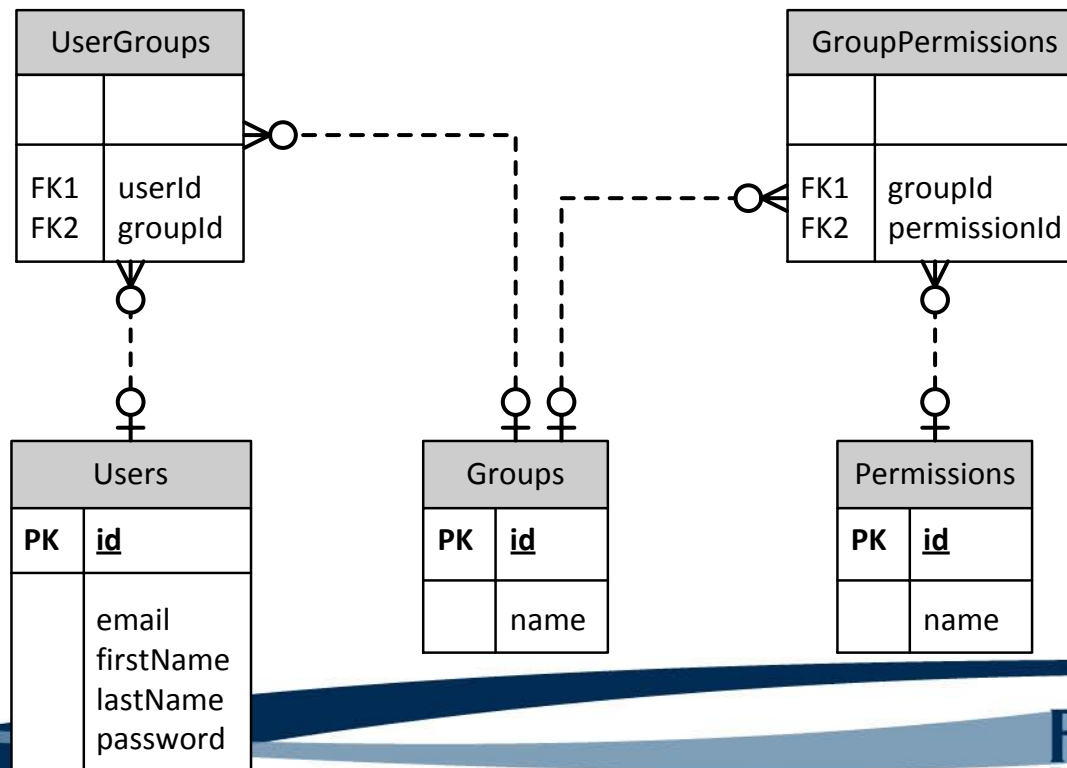 UserGroups
FK1 userId
FK2 groupId
GroupPermissions
FK1 groupId
FK2 permissionId
Users
PK id
email
firstName
lastName
password
Groups
PK id
name
Permissions
PK id
name